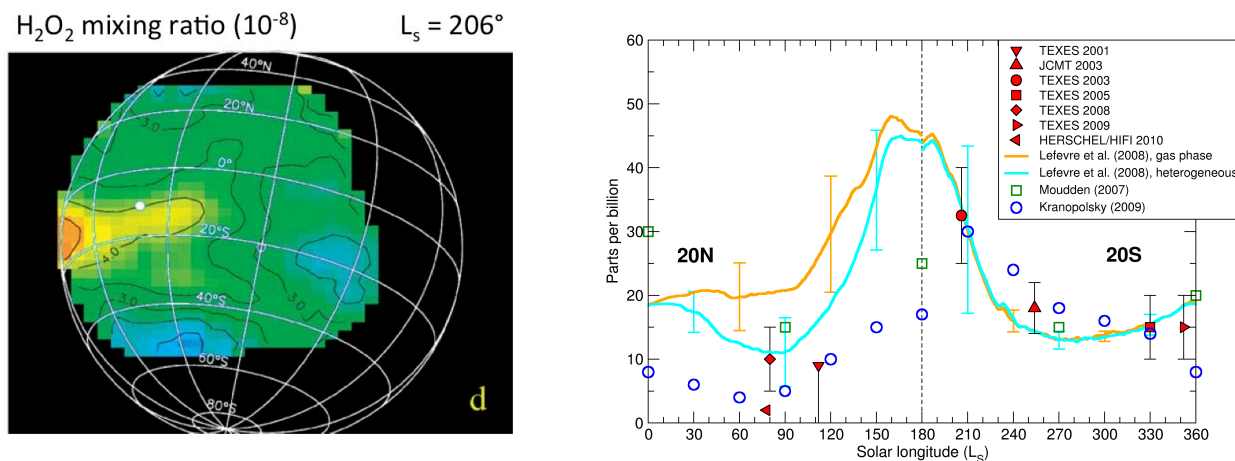 H₂O₂ mixing ratio (10⁻⁸) Lₛ = 206°
40°N
20°N
3.0
0°
20°S
4.0
3.0
40°S
60°S
80°S
d
60
50
40
30
20
10
0
Parts per billion
0 30 60 90 120 150 180 210 240 270 300 330 360
Solar longitude (Lₛ)
20N
20S
TEXES 2001
JCMT 2003
TEXES 2003
TEXES 2005
TEXES 2008
TEXES 2009
HERSCHEL/HIFI 2010
Lefevre et al. (2008), gas phase
Lefevre et al. (2008), heterogeneous
Moudden (2007)
Kranopolsky (2009)